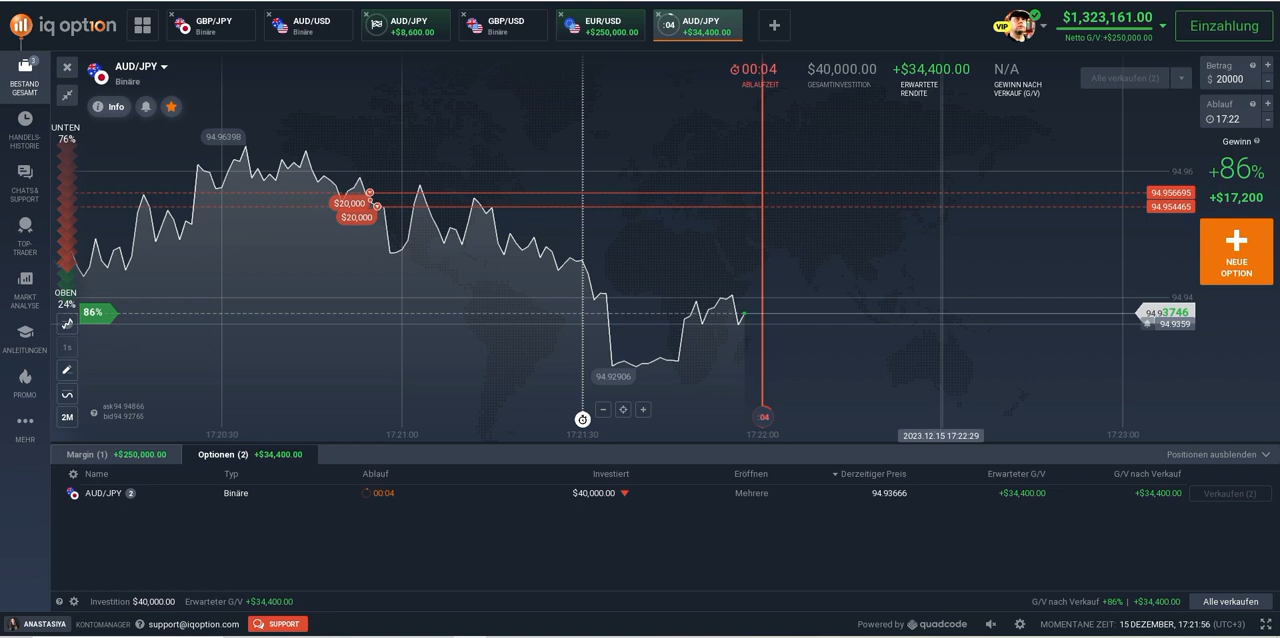 iq option
GBP/JPY
Binäre
AUD/USD
Binäre
AUD/JPY
+$8,600.00
GBP/USD
Binäre
EUR/USD
+$250,000.00
:04
AUD/JPY
+$34,400.00
VIP
$1,323,161.00
Netto G/V:+$250,000.00
Einzahlung
3
BESTAND
GESAMT
HANDELS-
HISTORIE
CHATS &
SUPPORT
TOP-
TRADER
MARKT
ANALYSE
ANLEITUNGEN
PROMO
MEHR
AUD/JPY
Binäre
Info
UNTEN
76%
OBEN
24%
86%
1s
2M
ask94.94866
bid94.92765
94.96398
$20,000
$20,000
94.92906
00:04
ABLAUFZEIT
$40,000.00
GESAMTINVESTITION
+$34,400.00
ERWARTETE
RENDITE
N/A
GEWINN NACH
VERKAUF (G/V)
Alle verkaufen (2)
94.96
94.956695
94.954465
94.94
94.93746
94.9359
:04
17:20:30
17:21:00
17:21:30
17:22:00
2023.12.15 17:22:29
17:23:00
Betrag
$ 20000
Ablauf
17:22
Gewinn
+86%
+$17,200
NEUE
OPTION
Margin (1) +$250,000.00
Optionen (2) +$34,400.00
Positionen ausblenden
Name Typ Ablauf Investiert Eröffnen Derzeitiger Preis Erwarteter G/V G/V nach Verkauf
AUD/JPY 2 Binäre 00:04 $40,000.00 Mehrere 94.93666 +$34,400.00 +$34,400.00 Verkaufen (2)
Investition $40,000.00 Erwarteter G/V +$34,400.00 G/V nach Verkauf +86% | +$34,400.00 Alle verkaufen
ANASTASIYA KONTOMANAGER support@iqoption.com SUPPORT Powered by quadcode MOMENTANE ZEIT: 15 DEZEMBER, 17:21:56 (UTC+3)